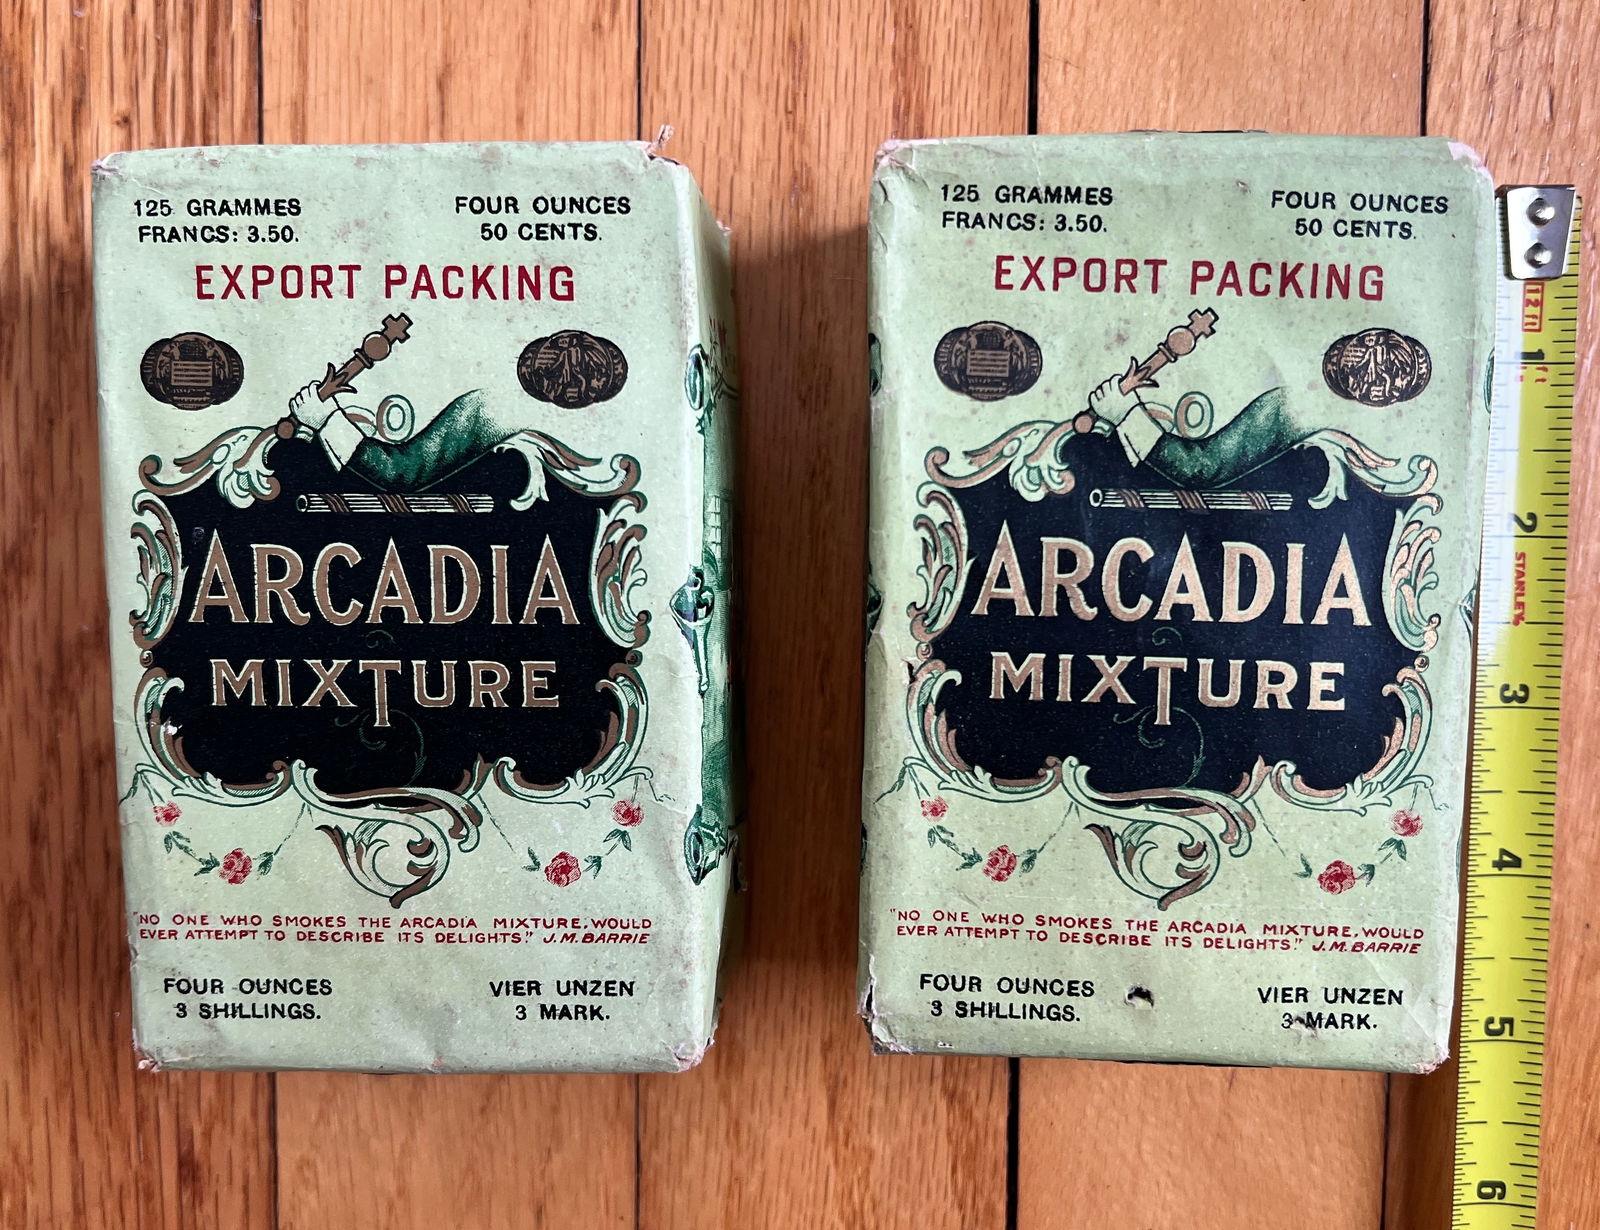 125 GRAMMES
FRANCS: 3.50.
FOUR OUNCES
50 CENTS.
EXPORT PACKING
ARCADIA
MIXTURE
"NO ONE WHO SMOKES THE ARCADIA MIXTURE, WOULD
EVER ATTEMPT TO DESCRIBE ITS DELIGHTS." J.M. BARRIE
FOUR OUNCES
3 SHILLINGS.
VIER UNZEN
3 MARK.
125 GRAMMES
FRANCS: 3.50.
FOUR OUNCES
50 CENTS.
EXPORT PACKING
ARCADIA
MIXTURE
"NO ONE WHO SMOKES THE ARCADIA MIXTURE, WOULD
EVER ATTEMPT TO DESCRIBE ITS DELIGHTS." J.M. BARRIE
FOUR OUNCES
3 SHILLINGS.
VIER UNZEN
3 MARK.
12 ft
1
2
STANLEY
3
4
5
6